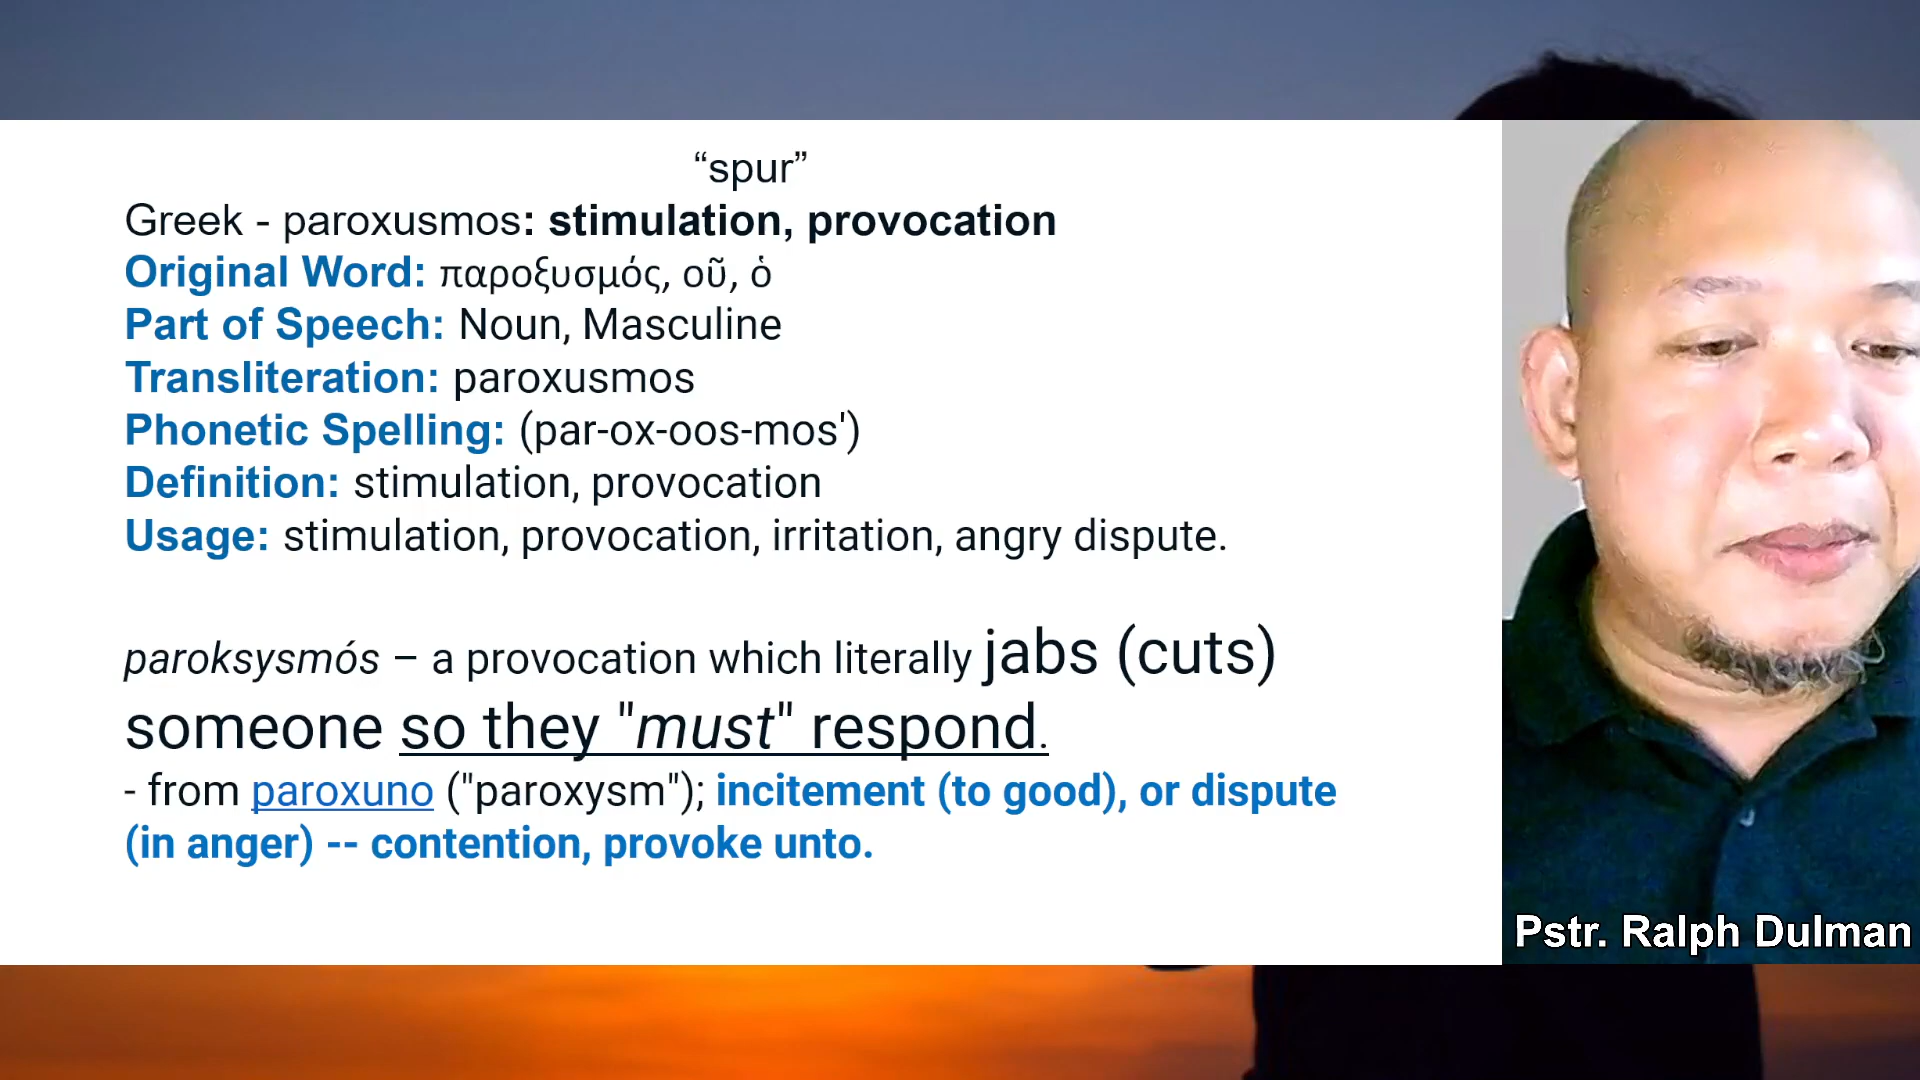 “spur”
Greek - paroxusmos: stimulation, provocation
Original Word: παροξυσμός, οῦ, ὁ
Part of Speech: Noun, Masculine
Transliteration: paroxusmos
Phonetic Spelling: (par-ox-oos-mos')
Definition: stimulation, provocation
Usage: stimulation, provocation, irritation, angry dispute.
paroksysmós – a provocation which literally jabs (cuts)
someone so they "must" respond.
- from paroxuno ("paroxysm"); incitement (to good), or dispute
(in anger) -- contention, provoke unto.
Pstr. Ralph Dulman